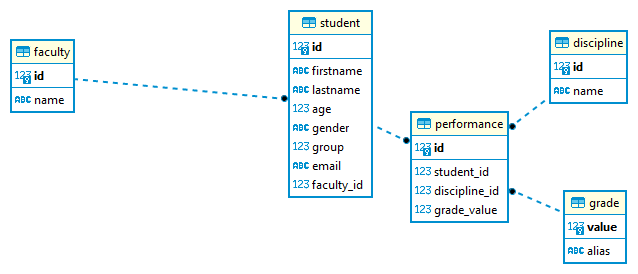 faculty
123 id
ABC name
student
123 id
ABC firstname
ABC lastname
123 age
ABC gender
123 group
ABC email
123 faculty_id
performance
123 id
123 student_id
123 discipline_id
123 grade_value
discipline
123 id
ABC name
grade
123 value
ABC alias